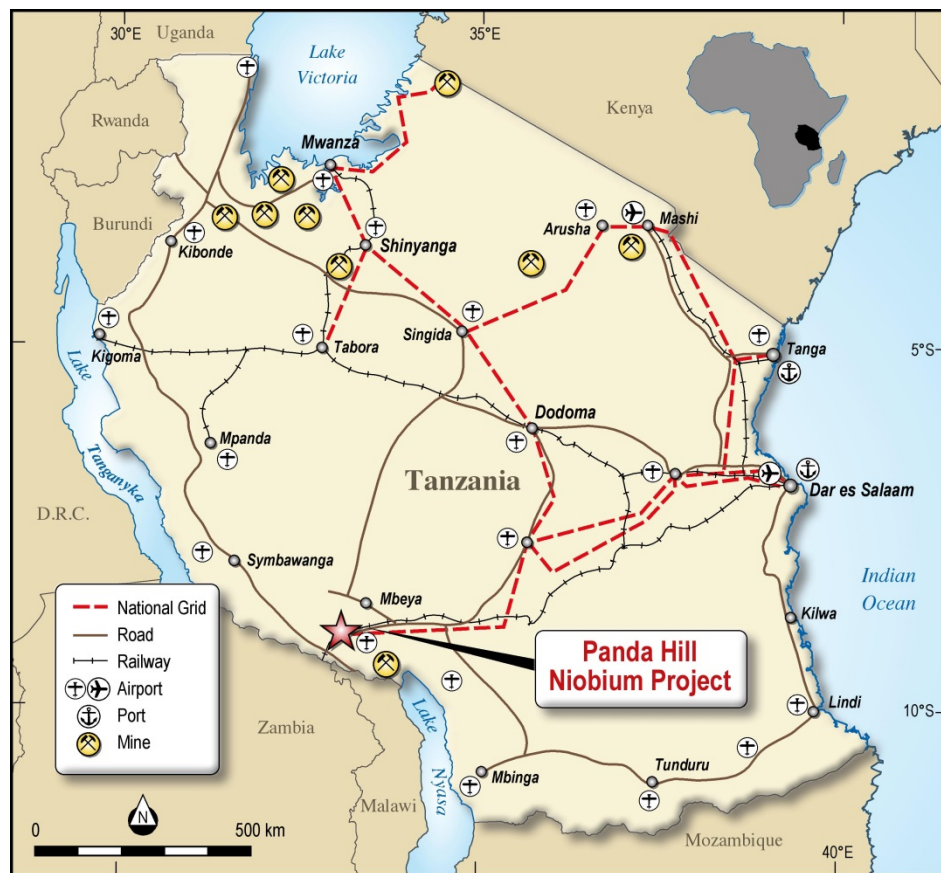 30°E
35°E
Uganda
Lake
Victoria
Kenya
Rwanda
Mwanza
Burundi
Arusha
Mashi
Kibonde
Shinyanga
Singida
Tanga
5°S
Kigoma
Tabora
Lake
Tanganyka
Mpanda
Dodoma
Tanzania
Dar es Salaam
D.R.C.
Symbawanga
Indian
Ocean
Mbeya
Kilwa
National Grid
Road
Railway
Airport
Port
Mine
Panda Hill
Niobium Project
Lindi
10°S
Zambia
Lake
Nyasa
Mbinga
Tunduru
Malawi
Mozambique
N
0
500 km
40°E